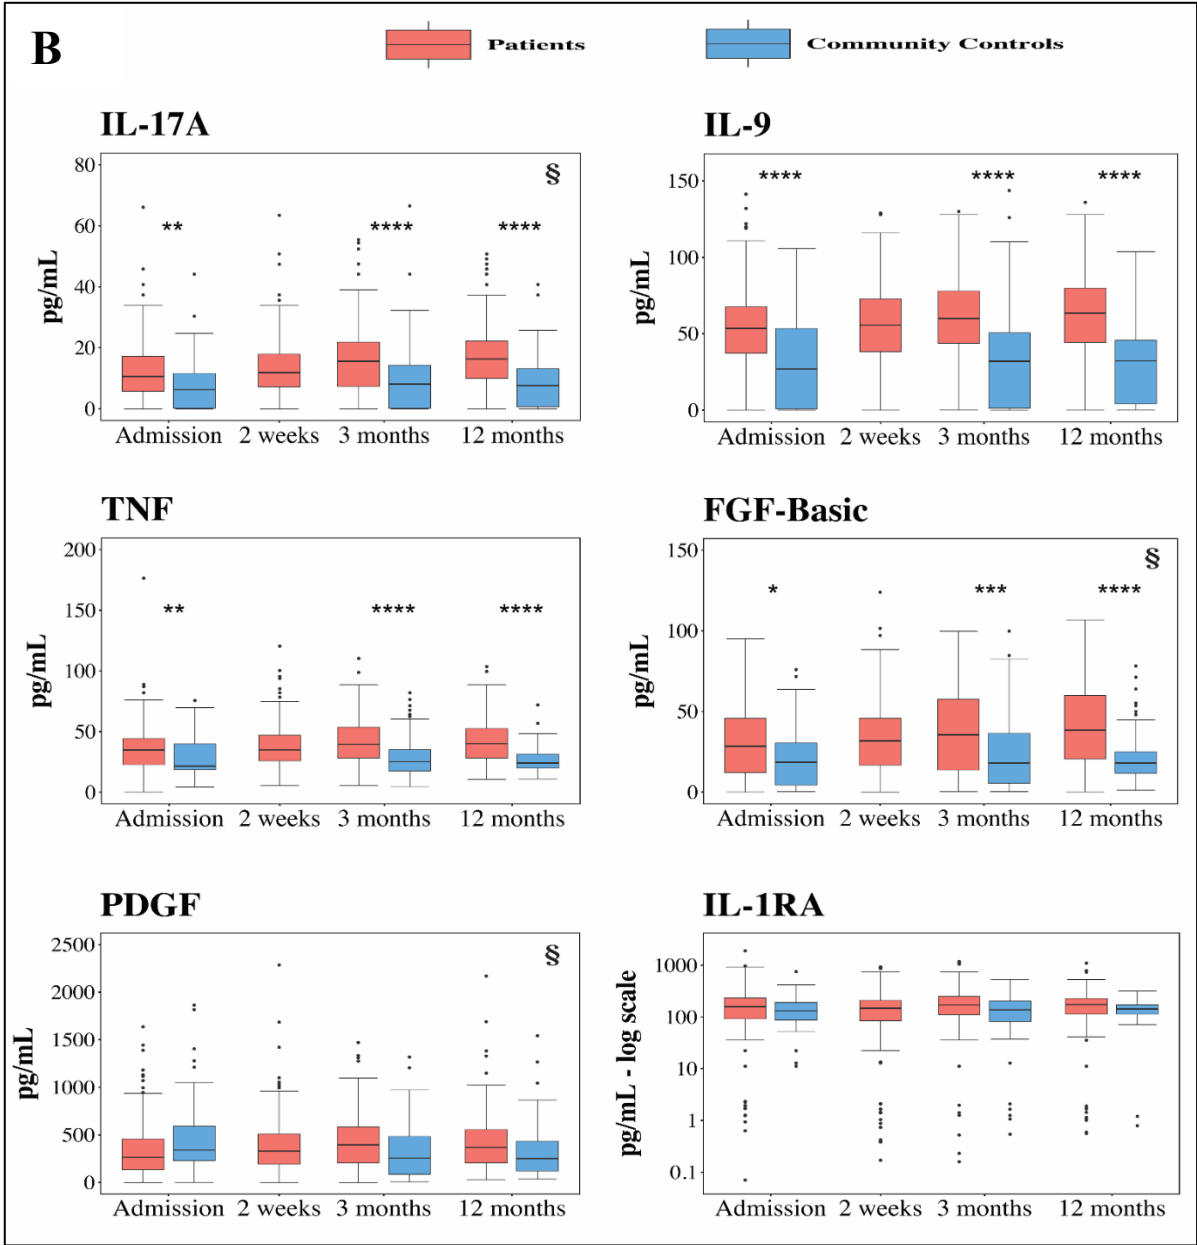 B
Patients
Community Controls
IL-17A
pg/mL
80
60
40
20
0
§
**
****
****
Admission 2 weeks 3 months 12 months
IL-9
pg/mL
150
100
50
0
****
****
****
Admission 2 weeks 3 months 12 months
TNF
pg/mL
200
150
100
50
0
**
****
****
Admission 2 weeks 3 months 12 months
FGF-Basic
pg/mL
150
100
50
0
§
*
***
****
Admission 2 weeks 3 months 12 months
PDGF
pg/mL
2500
2000
1500
1000
500
0
§
Admission 2 weeks 3 months 12 months
IL-1RA
pg/mL - log scale
1000
100
10
1
0.1
Admission 2 weeks 3 months 12 months